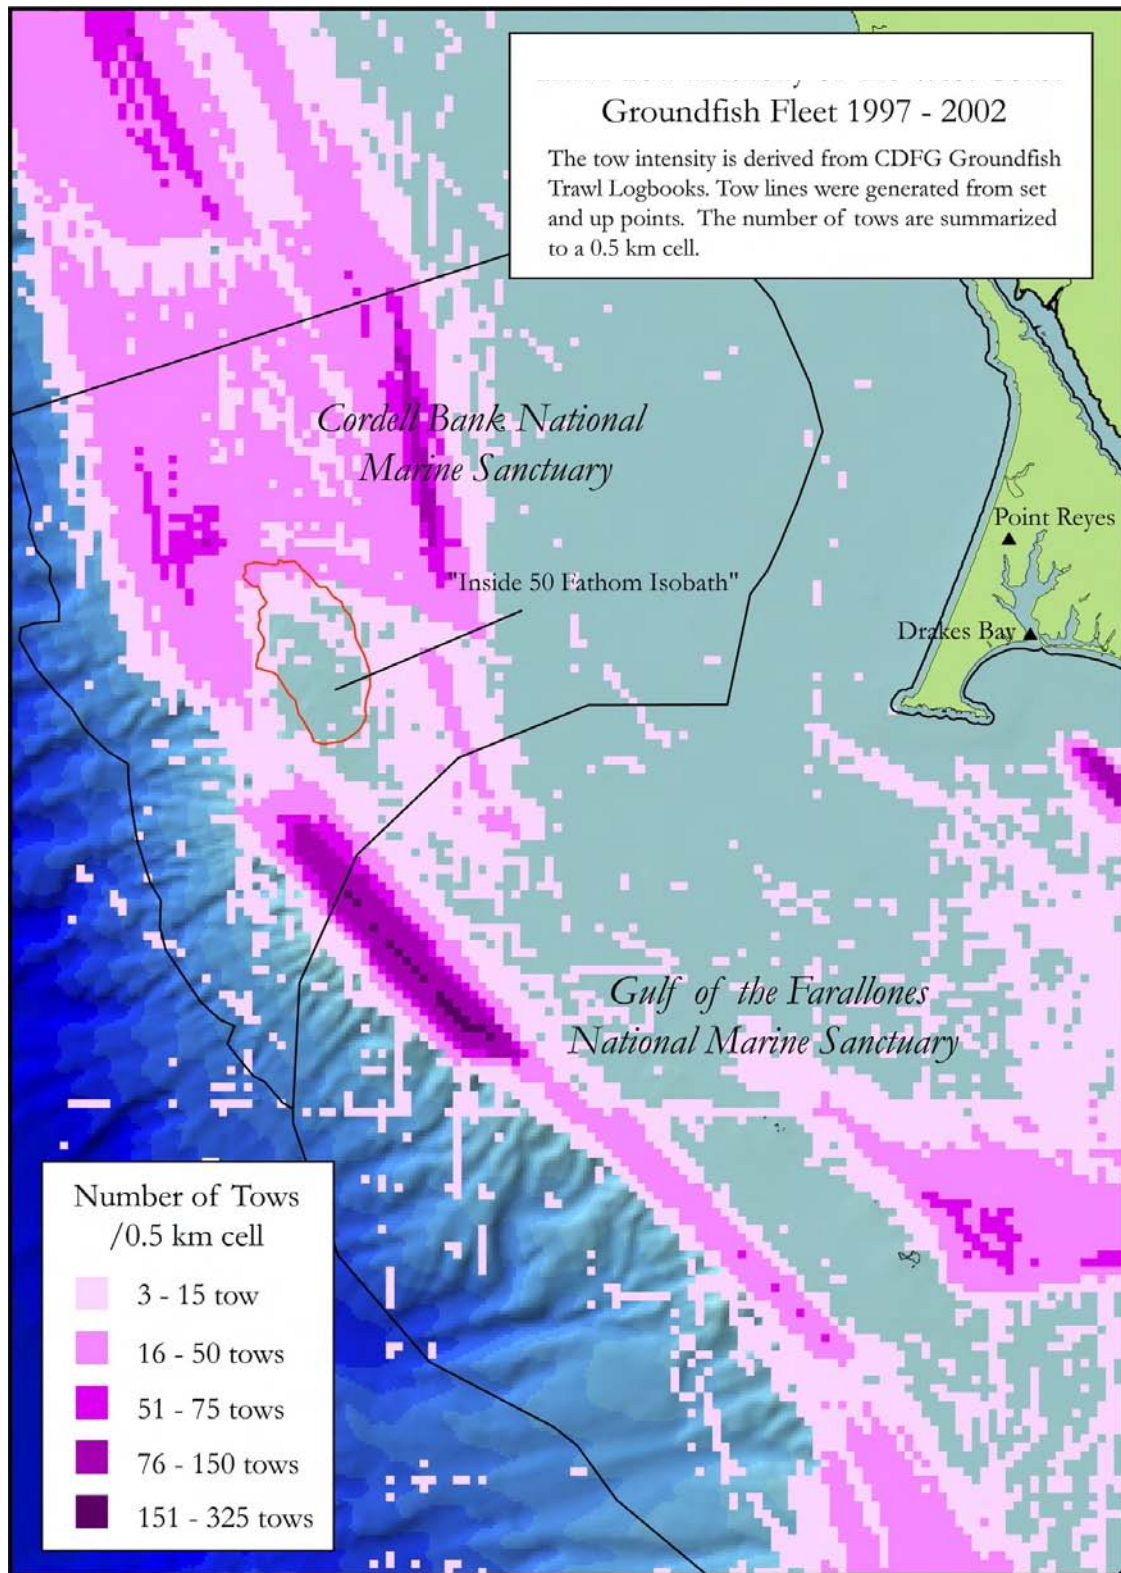 Groundfish Fleet 1997 - 2002
The tow intensity is derived from CDFG Groundfish
Trawl Logbooks. Tow lines were generated from set
and up points. The number of tows are summarized
to a 0.5 km cell.
Cordell Bank National
Marine Sanctuary
Point Reyes
"Inside 50 Fathom Isobath"
Drakes Bay
Gulf of the Farallones
National Marine Sanctuary
Number of Tows
/0.5 km cell
3 - 15 tow
16 - 50 tows
51 - 75 tows
76 - 150 tows
151 - 325 tows